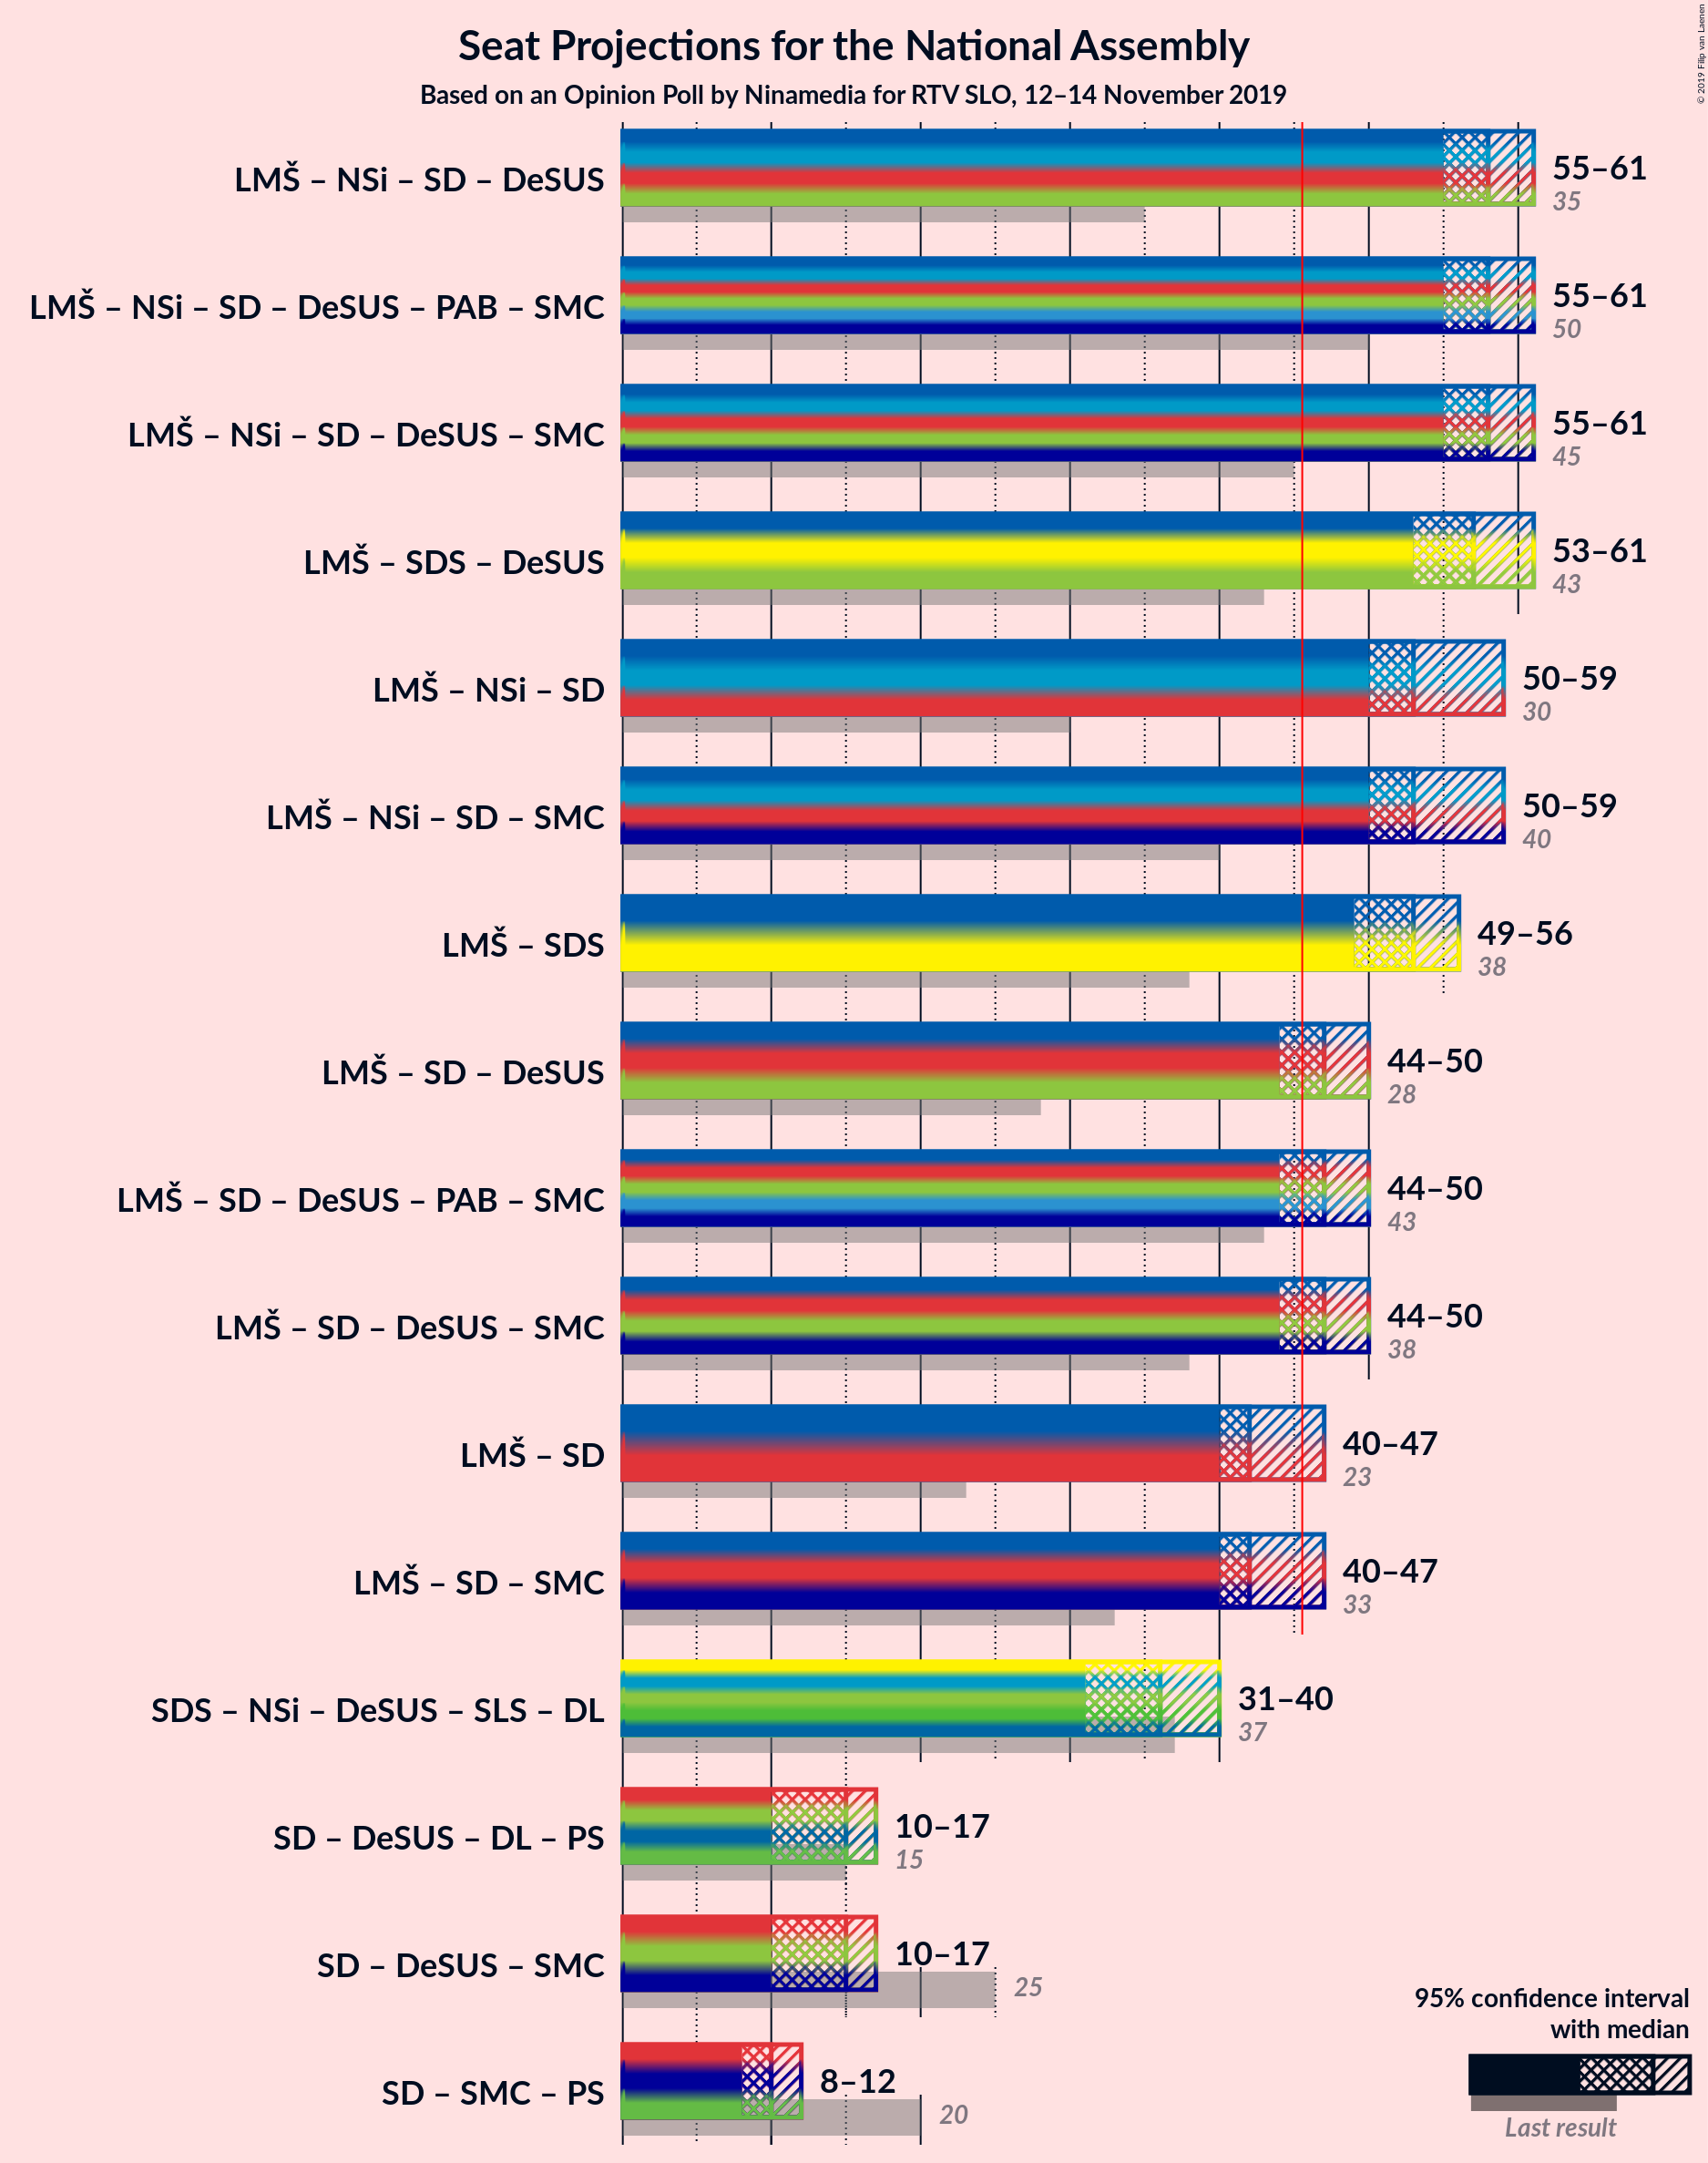 Seat Projections for the National Assembly
Based on an Opinion Poll by Ninamedia for RTV SLO, 12–14 November 2019
© 2019 Filip van Laenen
LMŠ – NSi – SD – DeSUS
55–61
35
LMŠ – NSi – SD – DeSUS – PAB – SMC
55–61
50
LMŠ – NSi – SD – DeSUS – SMC
55–61
45
LMŠ – SDS – DeSUS
53–61
43
LMŠ – NSi – SD
50–59
30
LMŠ – NSi – SD – SMC
50–59
40
LMŠ – SDS
49–56
38
LMŠ – SD – DeSUS
44–50
28
LMŠ – SD – DeSUS – PAB – SMC
44–50
43
LMŠ – SD – DeSUS – SMC
44–50
38
LMŠ – SD
40–47
23
LMŠ – SD – SMC
40–47
33
SDS – NSi – DeSUS – SLS – DL
31–40
37
SD – DeSUS – DL – PS
10–17
15
SD – DeSUS – SMC
10–17
25
SD – SMC – PS
8–12
20
95% confidence interval
with median
Last result